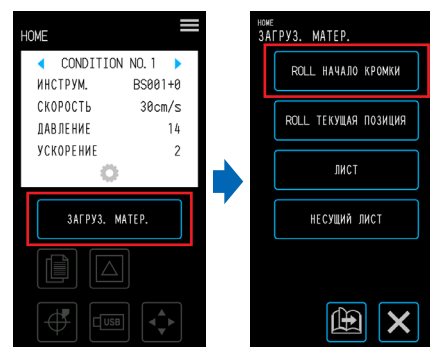 HOME
CONDITION NO.1
ИНСТРУМ. BS001+0
СКОРОСТЬ 30cm/s
ДАВЛЕНИЕ 14
УСКОРЕНИЕ 2
ЗАГРУЗ. МАТЕР.
USB
HOME
ЗАГРУЗ. МАТЕР.
ROLL НАЧАЛО КРОМКИ
ROLL ТЕКУЩАЯ ПОЗИЦИЯ
ЛИСТ
НЕСУЩИЙ ЛИСТ